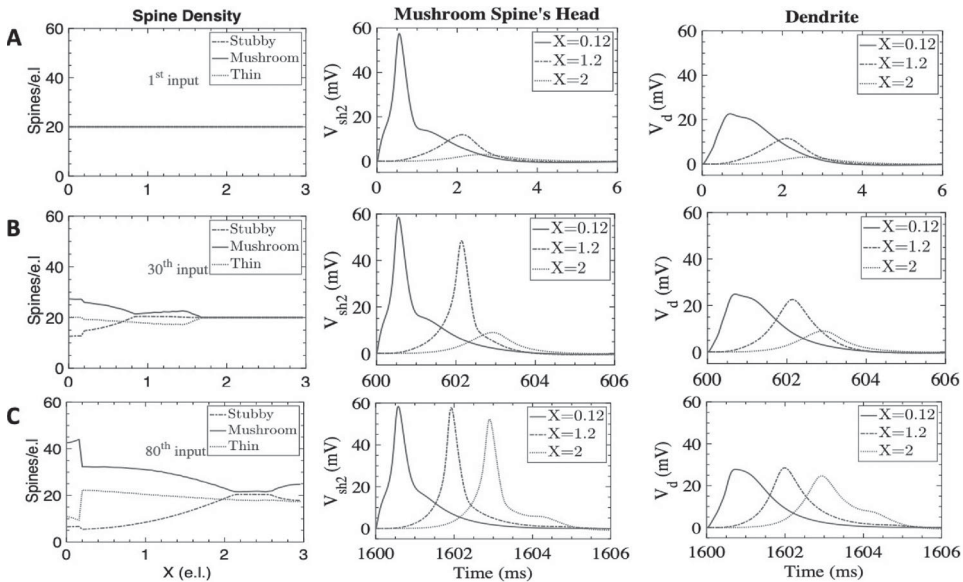 Spine Density
Mushroom Spine's Head
Dendrite
A
Spines/e.l
60
40
20
0
0
1
2
3
1st input
Stubby
Mushroom
Thin
Vsh2 (mV)
60
40
20
0
0
2
4
6
X=0.12
X=1.2
X=2
Vd (mV)
60
40
20
0
0
2
4
6
X=0.12
X=1.2
X=2
B
Spines/e.l
60
40
20
0
0
1
2
3
30th input
Stubby
Mushroom
Thin
Vsh2 (mV)
60
40
20
0
600
602
604
606
X=0.12
X=1.2
X=2
Vd (mV)
60
40
20
0
600
602
604
606
X=0.12
X=1.2
X=2
C
Spines/e.l
60
40
20
0
0
1
2
3
X (e.l.)
80th input
Stubby
Mushroom
Thin
Vsh2 (mV)
60
40
20
0
1600
1602
1604
1606
Time (ms)
X=0.12
X=1.2
X=2
Vd (mV)
60
40
20
0
1600
1602
1604
1606
Time (ms)
X=0.12
X=1.2
X=2